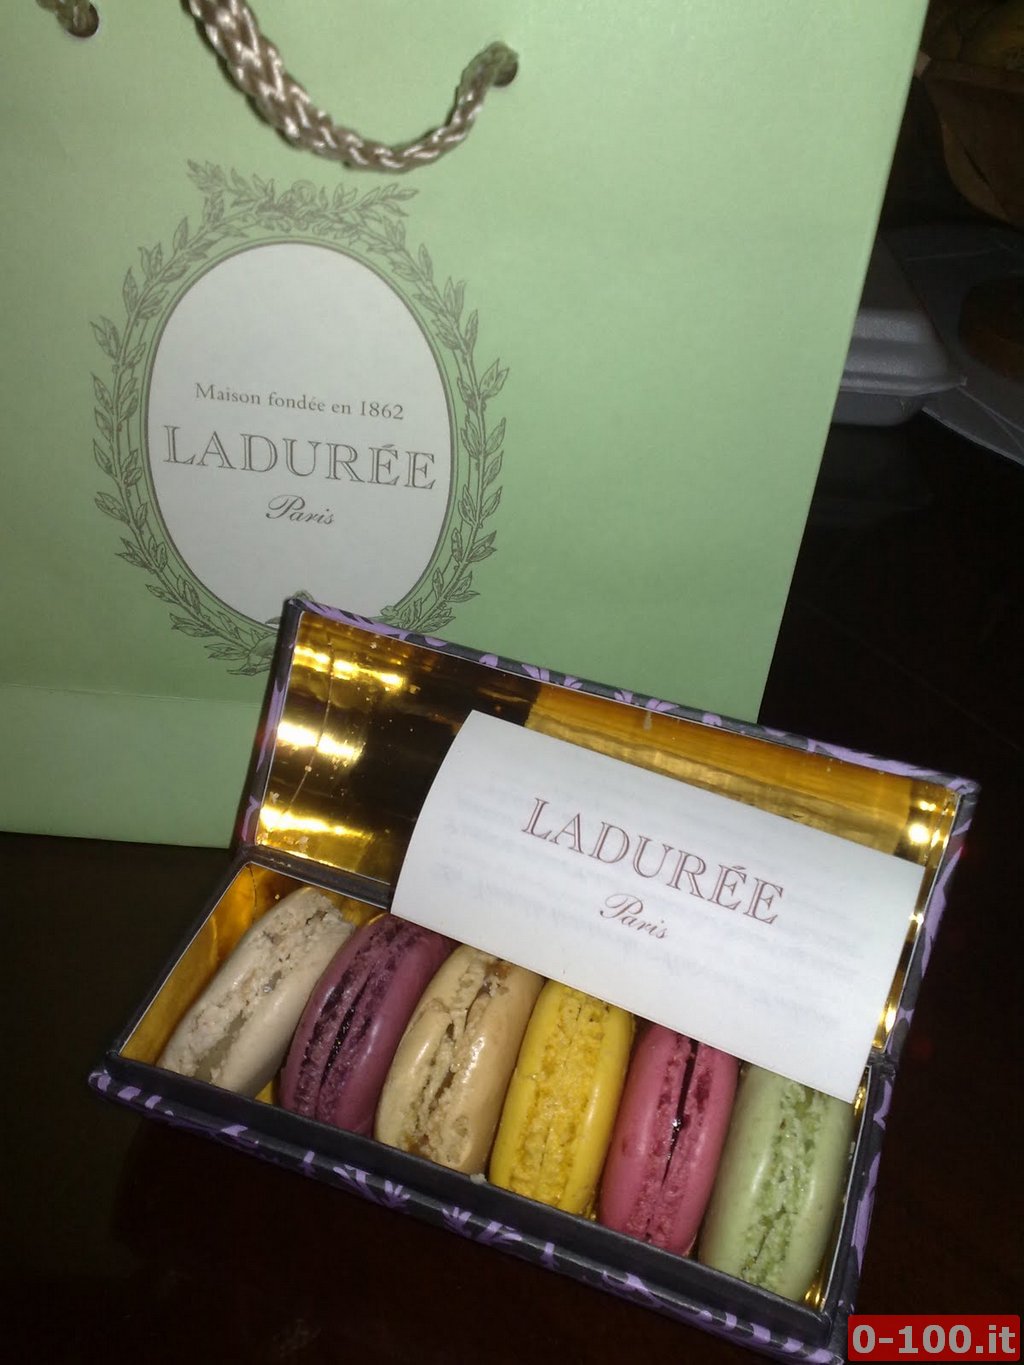 Maison fondée en 1862
LADURÉE
Paris
LADURÉE
Paris
0-100.it